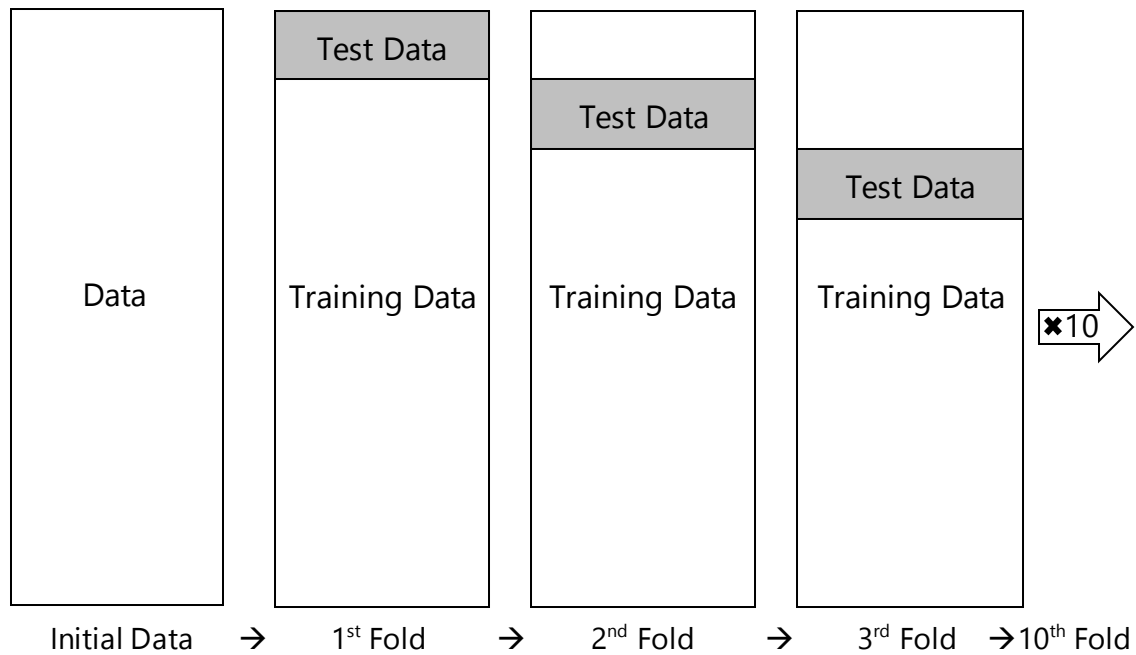 Test Data
Test Data
Test Data
Data
Training Data
Training Data
Training Data
✖10
Initial Data → 1st Fold → 2nd Fold → 3rd Fold → 10th Fold